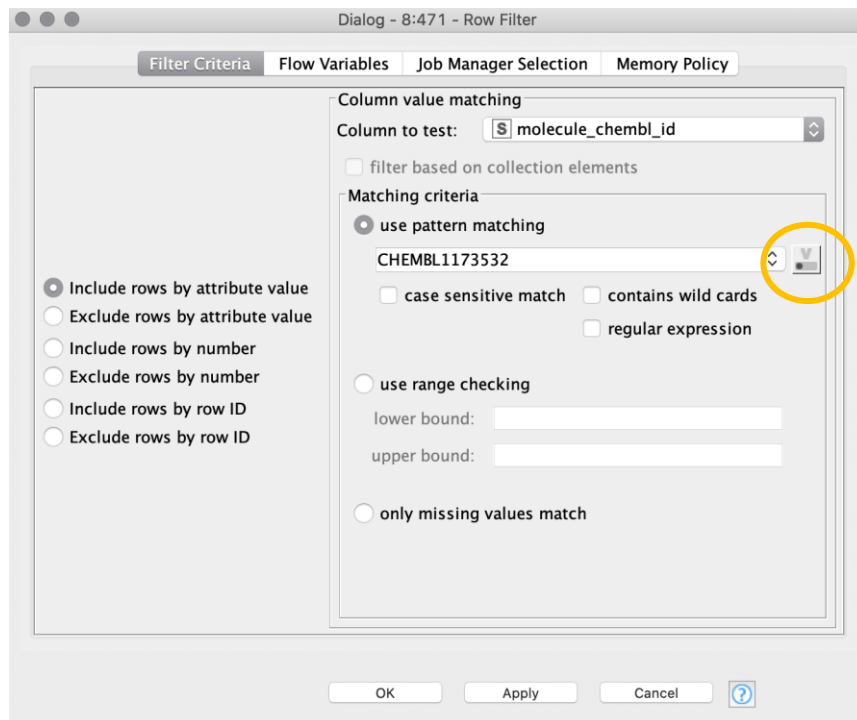 Dialog - 8:471 - Row Filter
Filter Criteria
Flow Variables
Job Manager Selection
Memory Policy
Include rows by attribute value
Exclude rows by attribute value
Include rows by number
Exclude rows by number
Include rows by row ID
Exclude rows by row ID
Column value matching
Column to test:
S molecule_chembl_id
filter based on collection elements
Matching criteria
use pattern matching
CHEMBL1173532
V
case sensitive match
contains wild cards
regular expression
use range checking
lower bound:
upper bound:
only missing values match
OK
Apply
Cancel
?